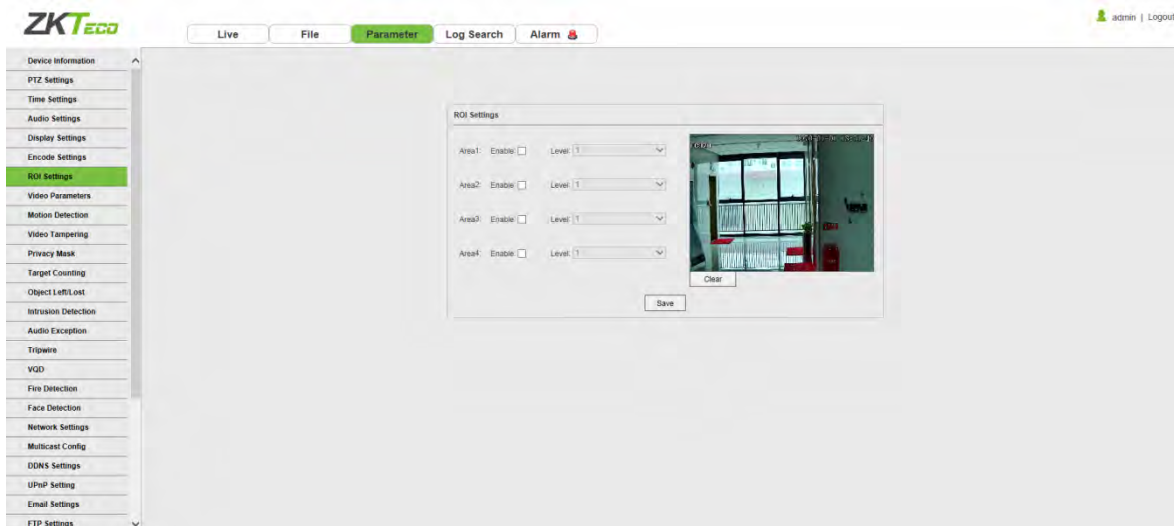 ZKTECO
admin | Logout
Live File Parameter Log Search Alarm
Device Information
PTZ Settings
Time Settings
Audio Settings
Display Settings
Encode Settings
ROI Settings
Video Parameters
Motion Detection
Video Tampering
Privacy Mask
Target Counting
Object Left/Lost
Intrusion Detection
Audio Exception
Tripwire
VQD
Fire Detection
Face Detection
Network Settings
Multicast Config
DDNS Settings
UPnP Setting
Email Settings
FTP Settings
ROI Settings
Area1: Enable: Level: 1
Area2: Enable: Level: 1
Area3: Enable: Level: 1
Area4: Enable: Level: 1
Clear
Save